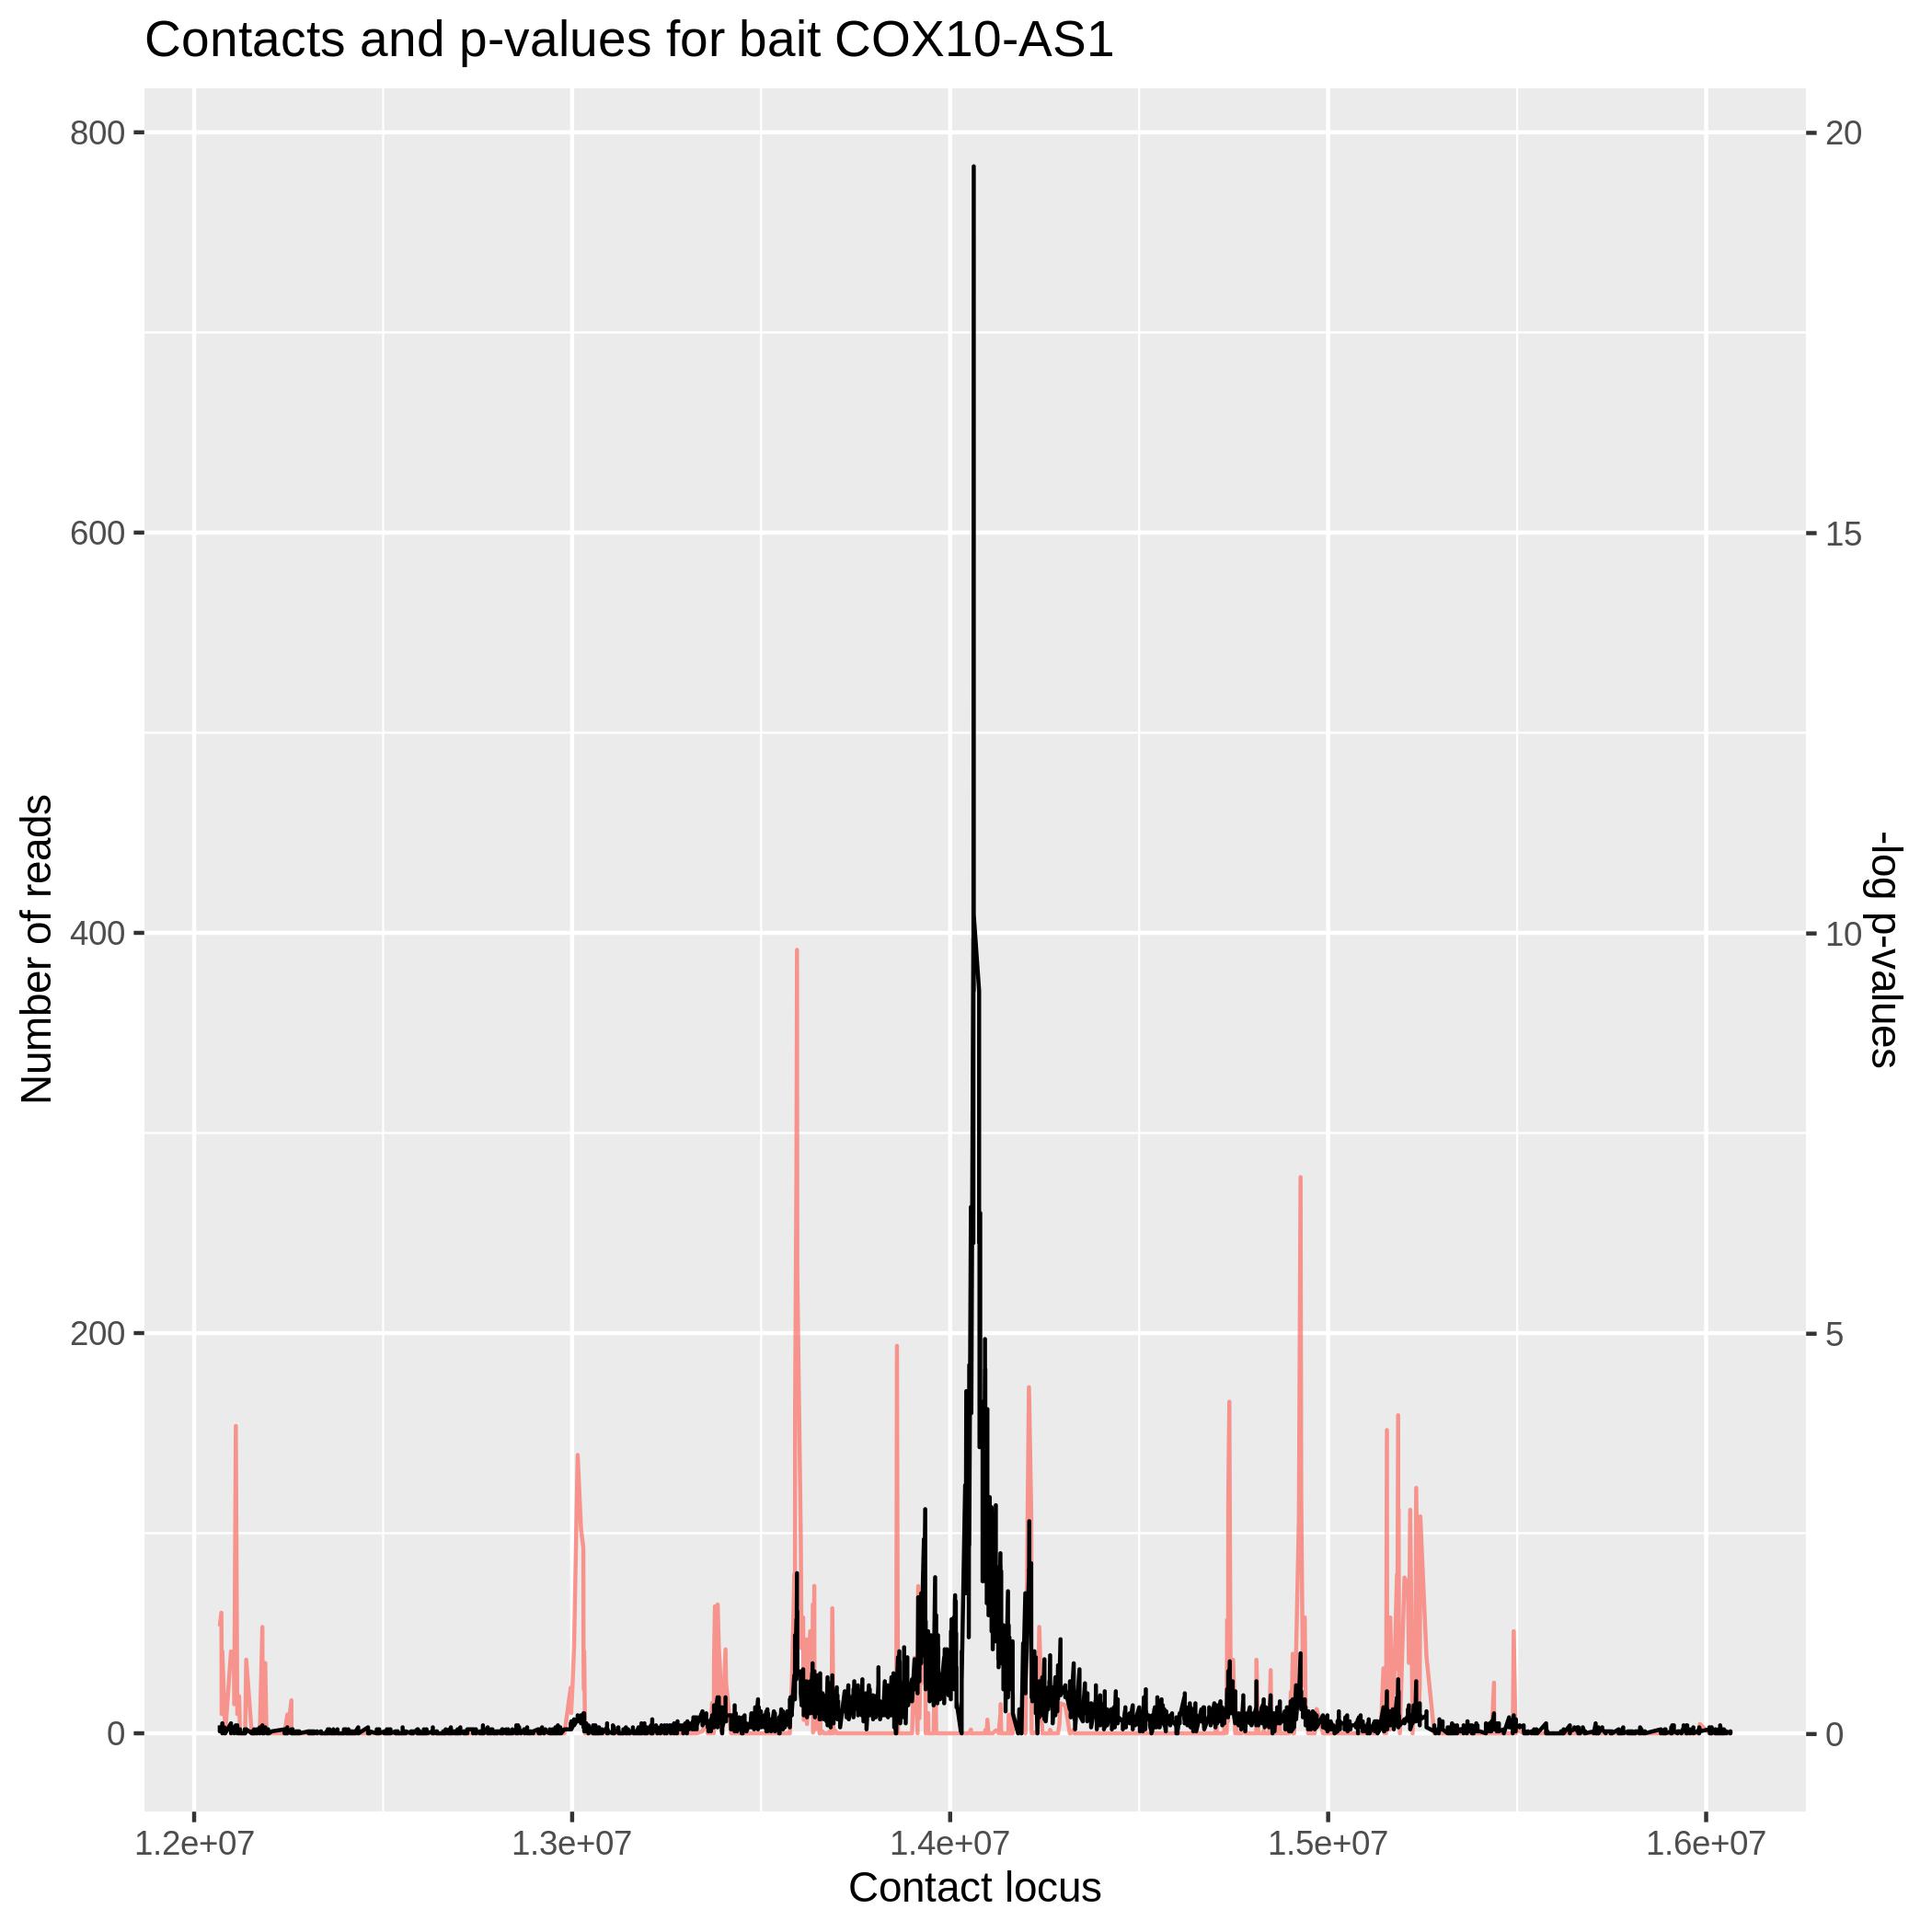 Contacts and p-values for bait COX10-AS1
800
600
400
200
0
Number of reads
20
15
10
5
0
-log p-values
1.2e+07 1.3e+07 1.4e+07 1.5e+07 1.6e+07
Contact locus